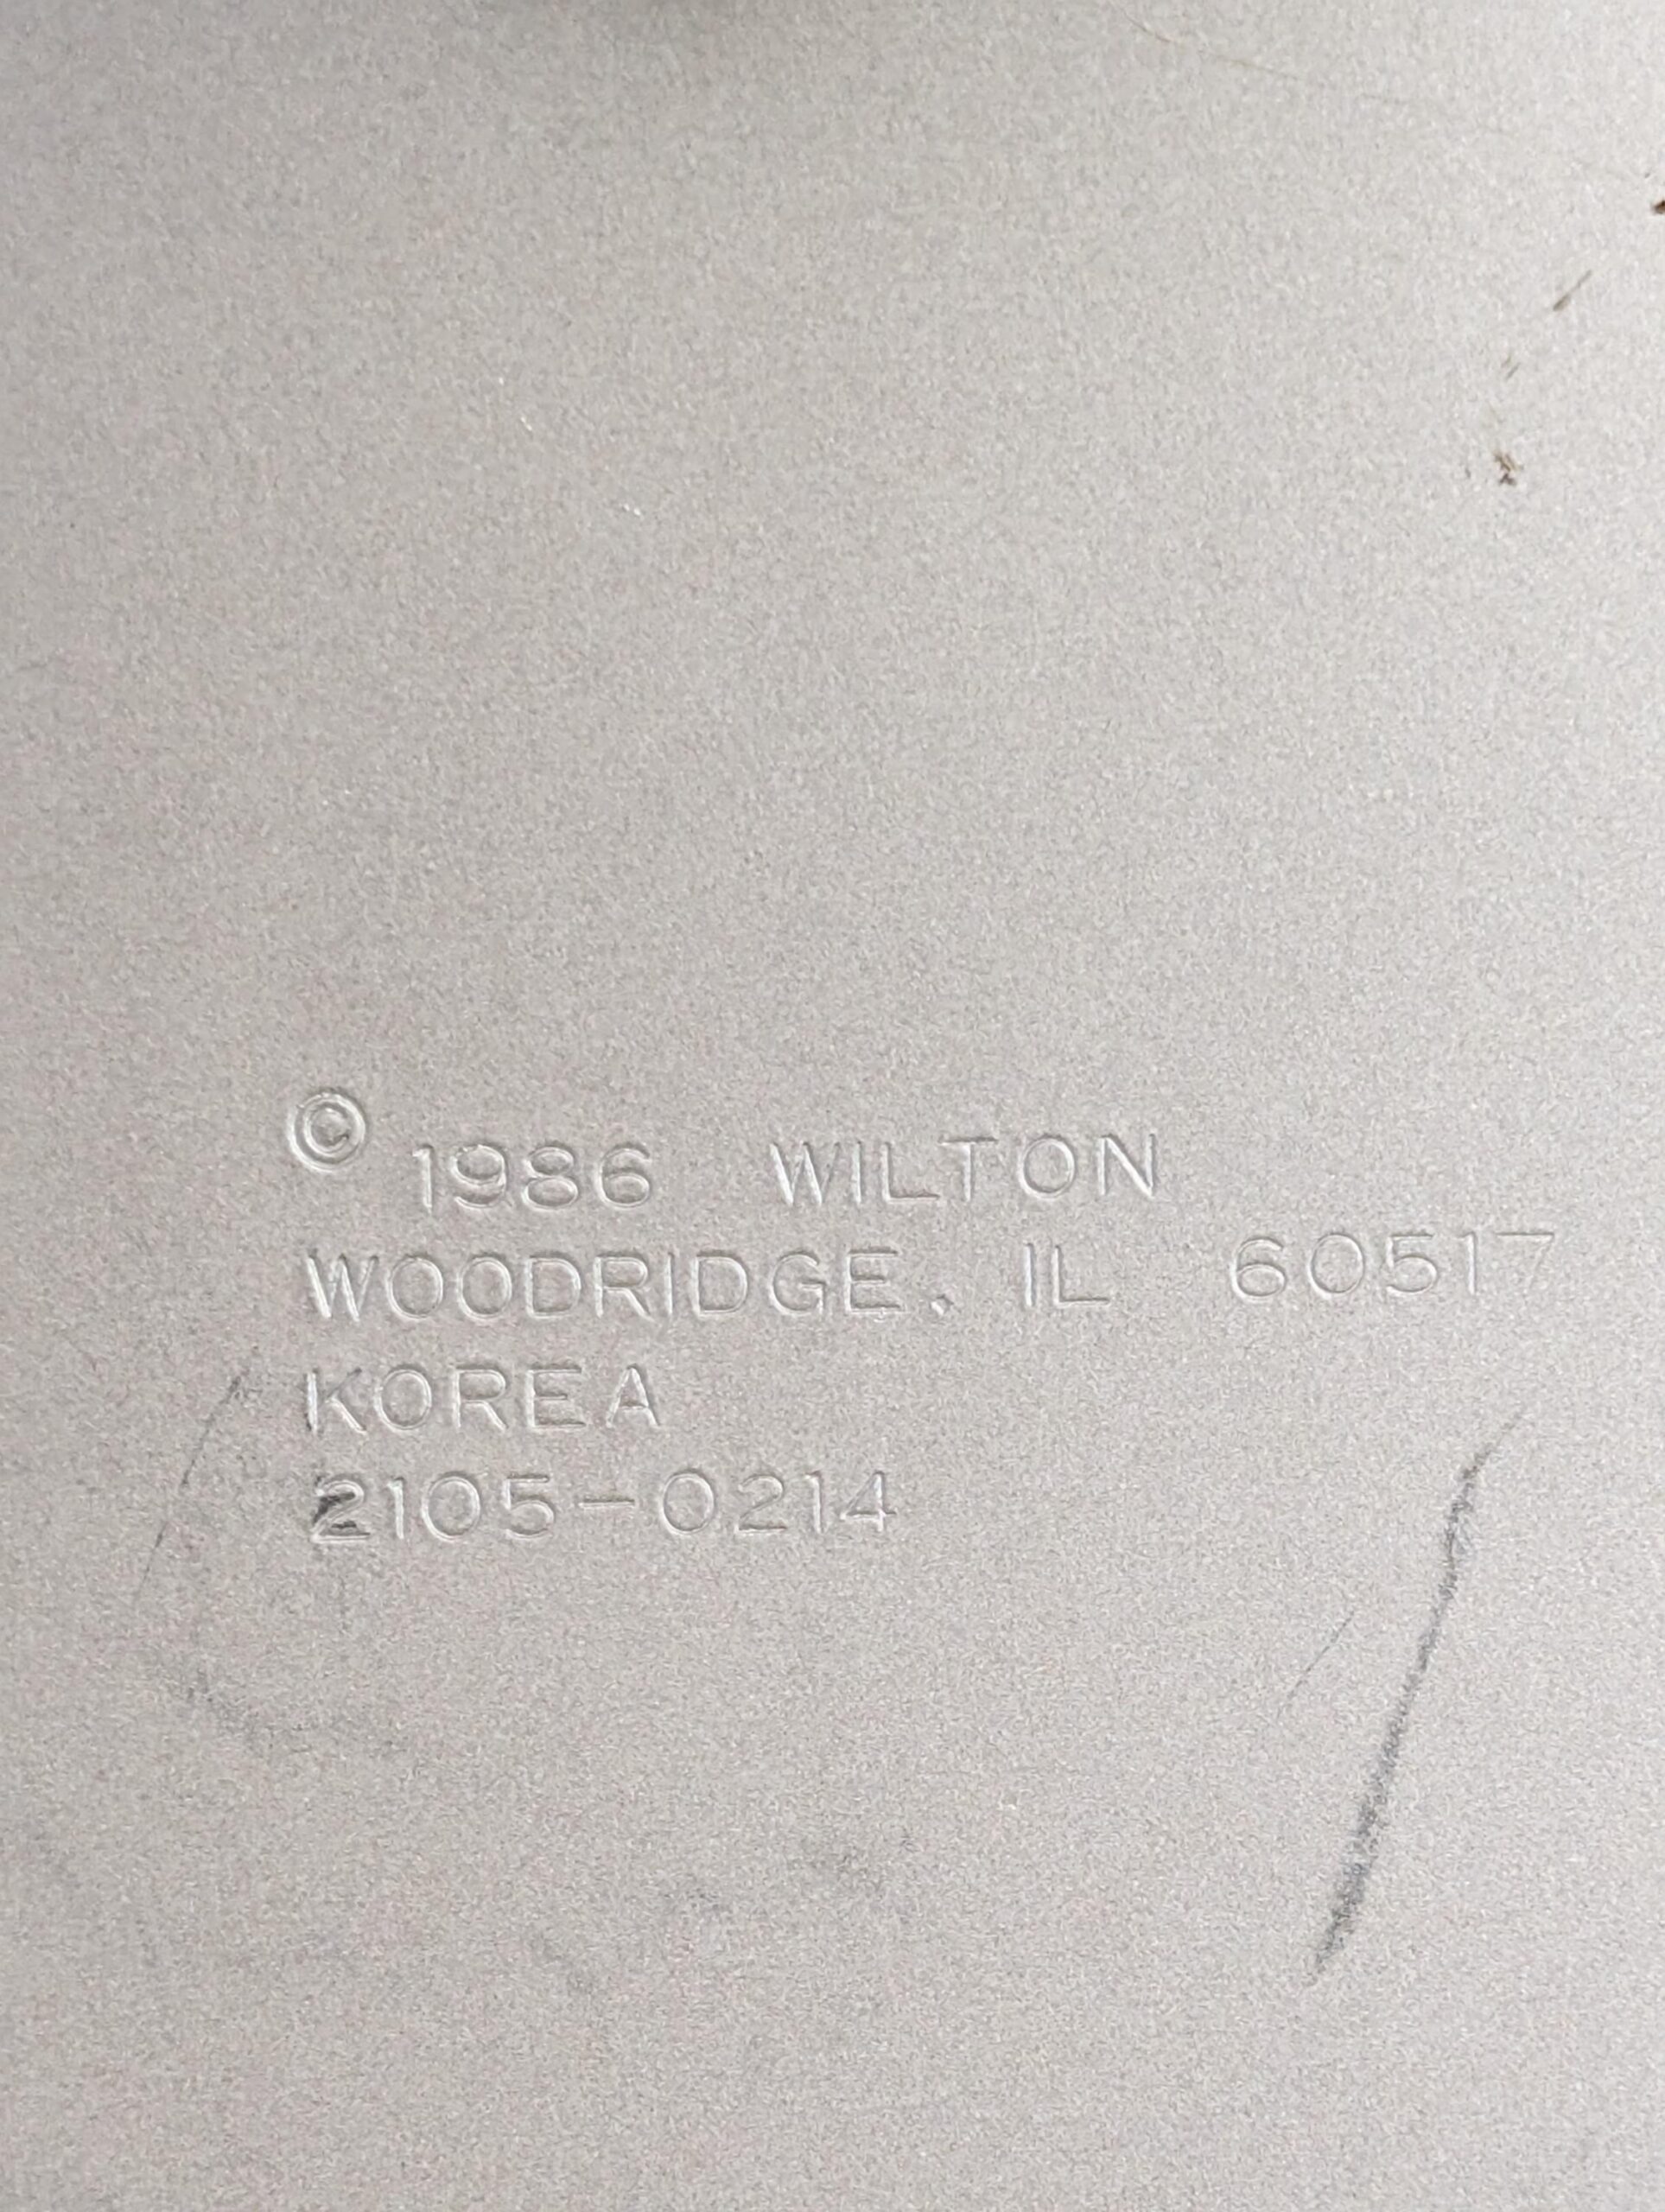 © 1986 WILTON
WOODRIDGE, IL 60517
KOREA
2105-0214